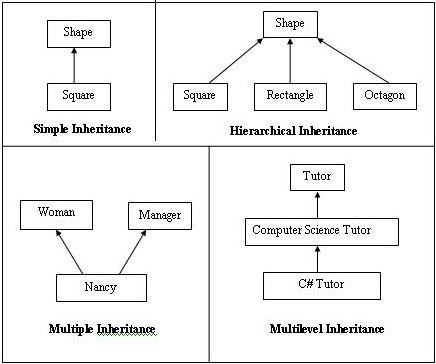 Shape
Square
Simple Inheritance
Shape
Square Rectangle Octagon
Hierarchical Inheritance
Woman Manager
Nancy
Multiple Inheritance
Tutor
Computer Science Tutor
C# Tutor
Multilevel Inheritance